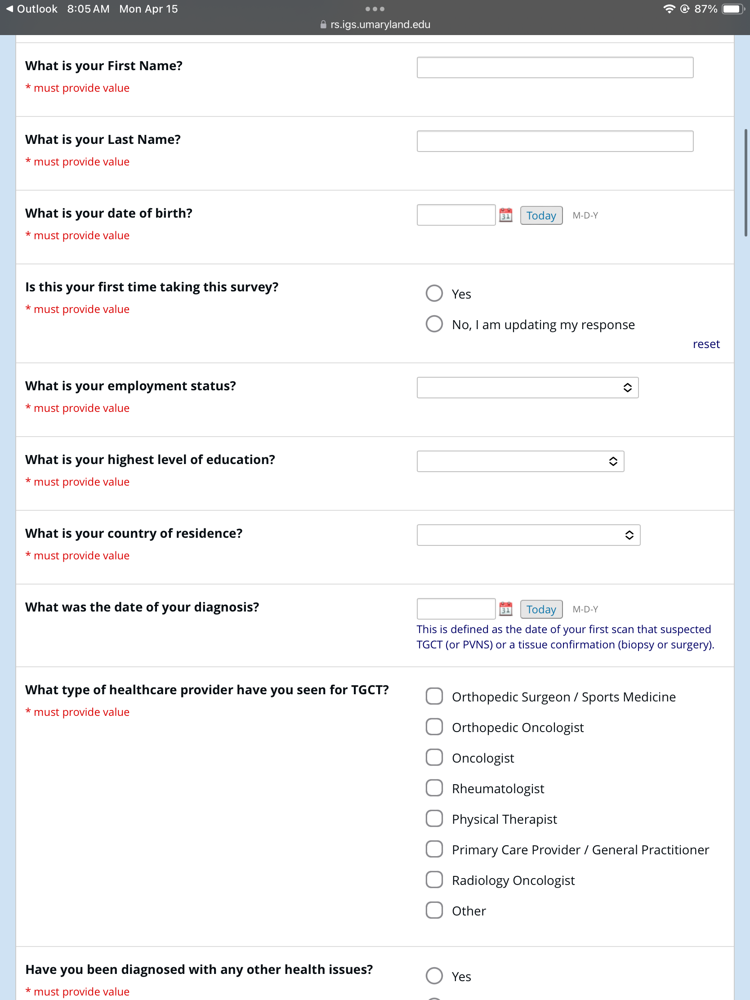 Outlook 8:05 AM Mon Apr 15 87%
rs.igs.umaryland.edu
What is your First Name?
* must provide value
What is your Last Name?
* must provide value
What is your date of birth?
31 Today M-D-Y
* must provide value
Is this your first time taking this survey?
* must provide value
Yes
No, I am updating my response
reset
What is your employment status?
* must provide value
What is your highest level of education?
* must provide value
What is your country of residence?
* must provide value
What was the date of your diagnosis?
31 Today M-D-Y
This is defined as the date of your first scan that suspected
TGCT (or PVNS) or a tissue confirmation (biopsy or surgery).
What type of healthcare provider have you seen for TGCT?
* must provide value
Orthopedic Surgeon / Sports Medicine
Orthopedic Oncologist
Oncologist
Rheumatologist
Physical Therapist
Primary Care Provider / General Practitioner
Radiology Oncologist
Other
Have you been diagnosed with any other health issues?
* must provide value
Yes